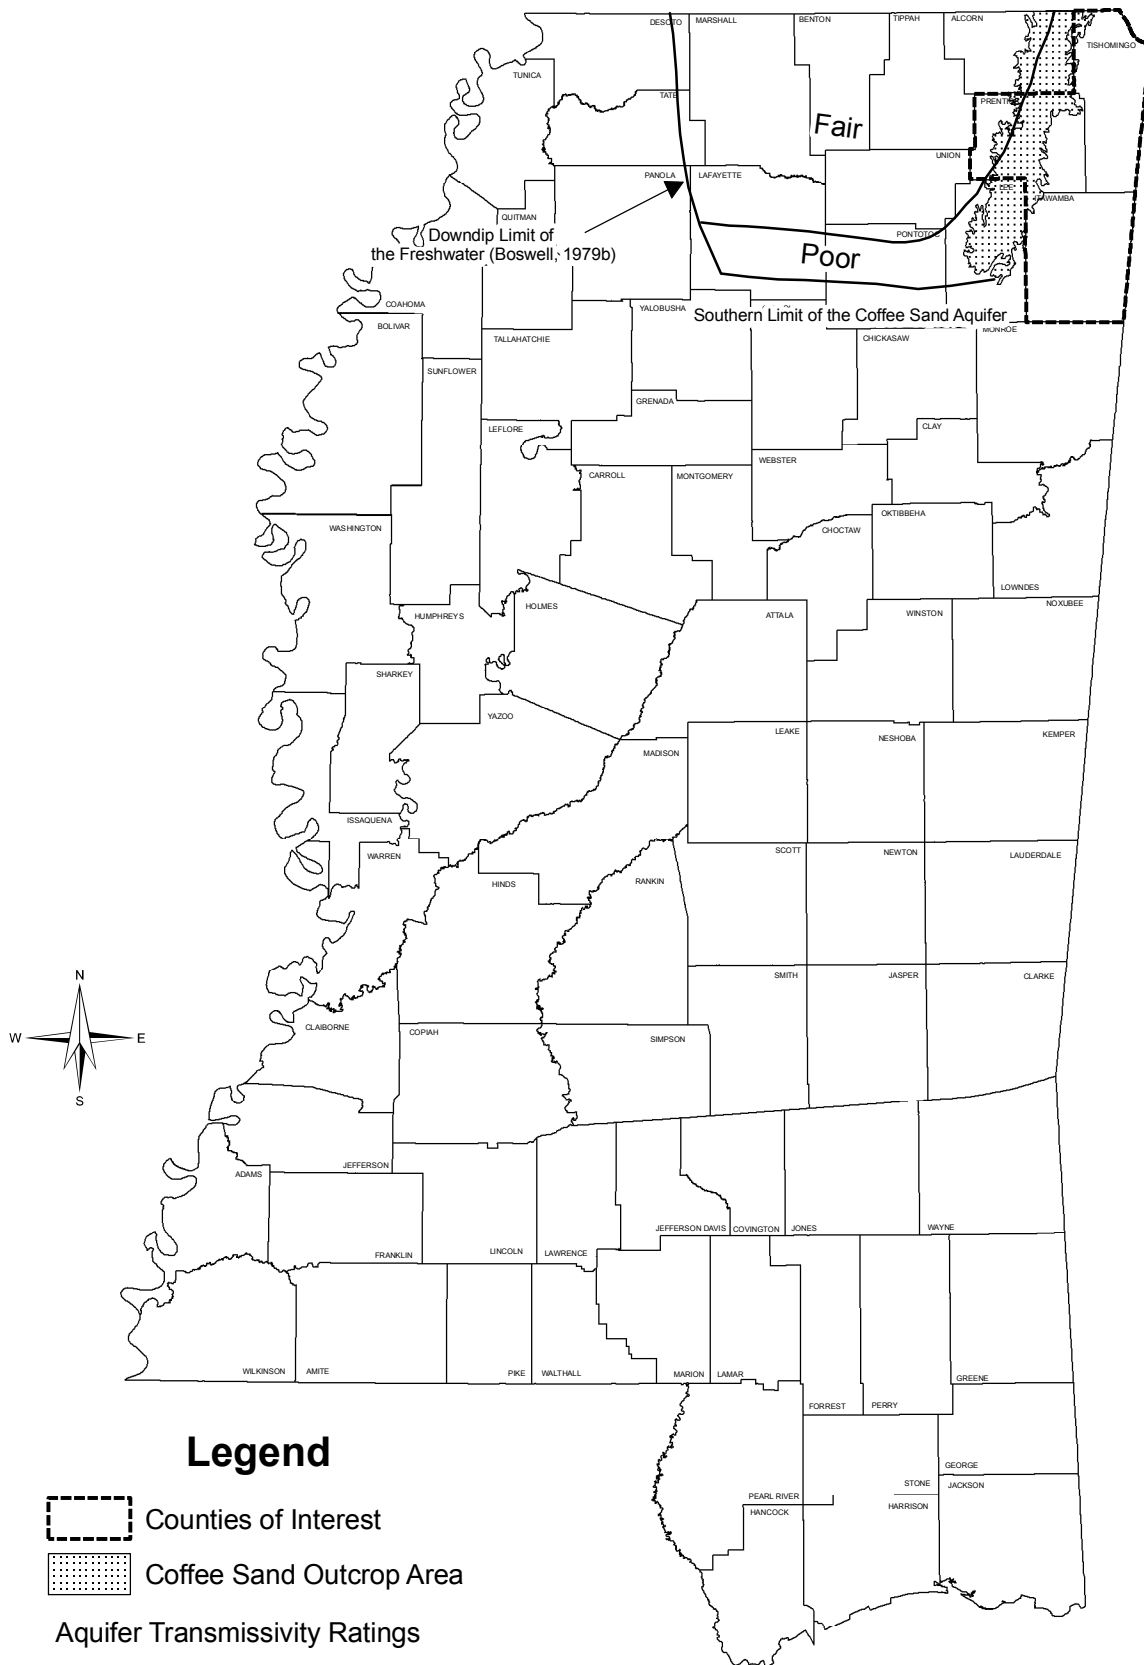 DESOTO
MARSHALL
BENTON
TIPPAH
ALCORN
TISHOMINGO
TUNICA
TATE
PRENTISS
Fair
UNION
PANOLA
LAFAYETTE
LEE
ITAWAMBA
QUITMAN
Downdip Limit of
the Freshwater (Boswell, 1979b)
PONTOTOC
Poor
COAHOMA
YALOBUSHA
Southern Limit of the Coffee Sand Aquifer
BOLIVAR
MONROE
TALLAHATCHIE
CHICKASAW
SUNFLOWER
GRENADA
LEFLORE
CLAY
WEBSTER
CARROLL
MONTGOMERY
OKTIBBEHA
WASHINGTON
CHOCTAW
LOWNDES
HOLMES
NOXUBEE
HUMPHREYS
ATTALA
WINSTON
SHARKEY
YAZOO
LEAKE
NESHOBA
KEMPER
MADISON
ISSAQUENA
WARREN
SCOTT
NEWTON
LAUDERDALE
HINDS
RANKIN
SMITH
JASPER
CLARKE
N
W
E
S
CLAIBORNE
COPIAH
SIMPSON
JEFFERSON
ADAMS
JEFFERSON DAVIS
COVINGTON
JONES
WAYNE
FRANKLIN
LINCOLN
LAWRENCE
WILKINSON
AMITE
PIKE
WALTHALL
MARION
LAMAR
GREENE
FORREST
PERRY
Legend
GEORGE
STONE
JACKSON
PEARL RIVER
HARRISON
HANCOCK
Counties of Interest
Coffee Sand Outcrop Area
Aquifer Transmissivity Ratings